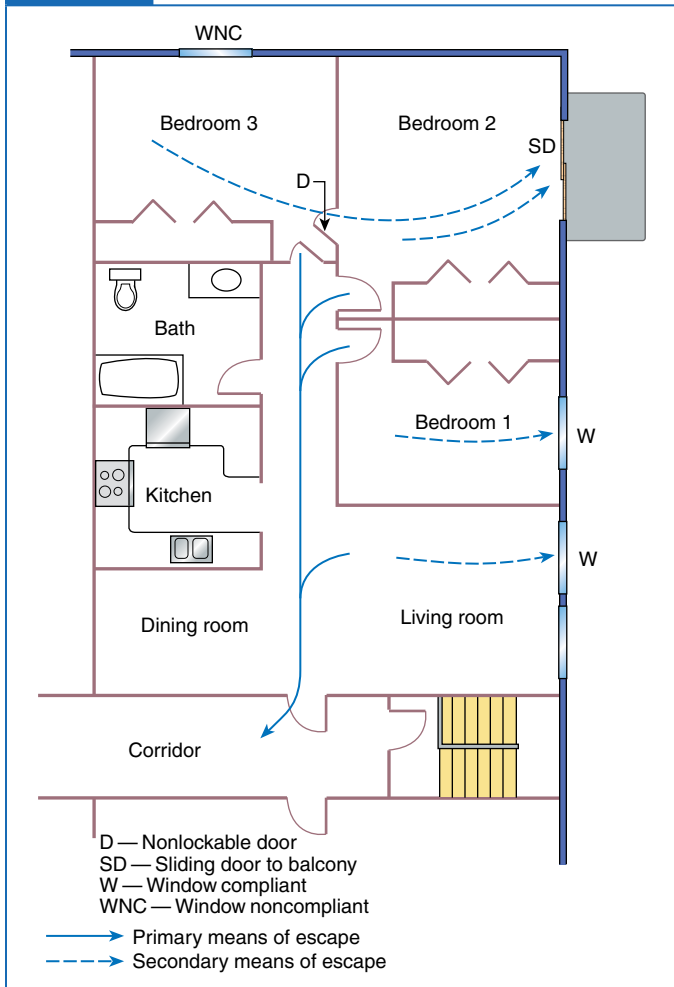 WNC
Bedroom 3
Bedroom 2
SD
D
Bath
Bedroom 1
W
Kitchen
W
Dining room
Living room
Corridor
D — Nonlockable door
SD — Sliding door to balcony
W — Window compliant
WNC — Window noncompliant
Primary means of escape
Secondary means of escape